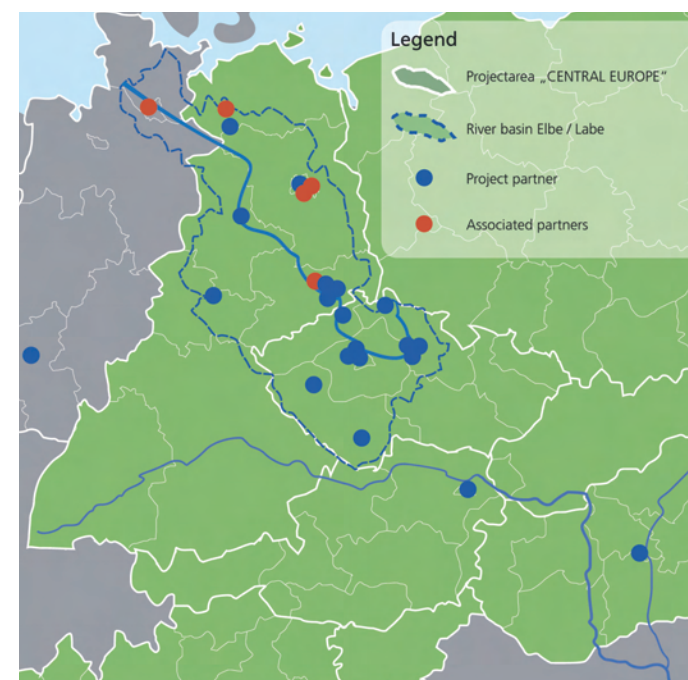 Legend
Projectarea „CENTRAL EUROPE“
River basin Elbe / Labe
Project partner
Associated partners